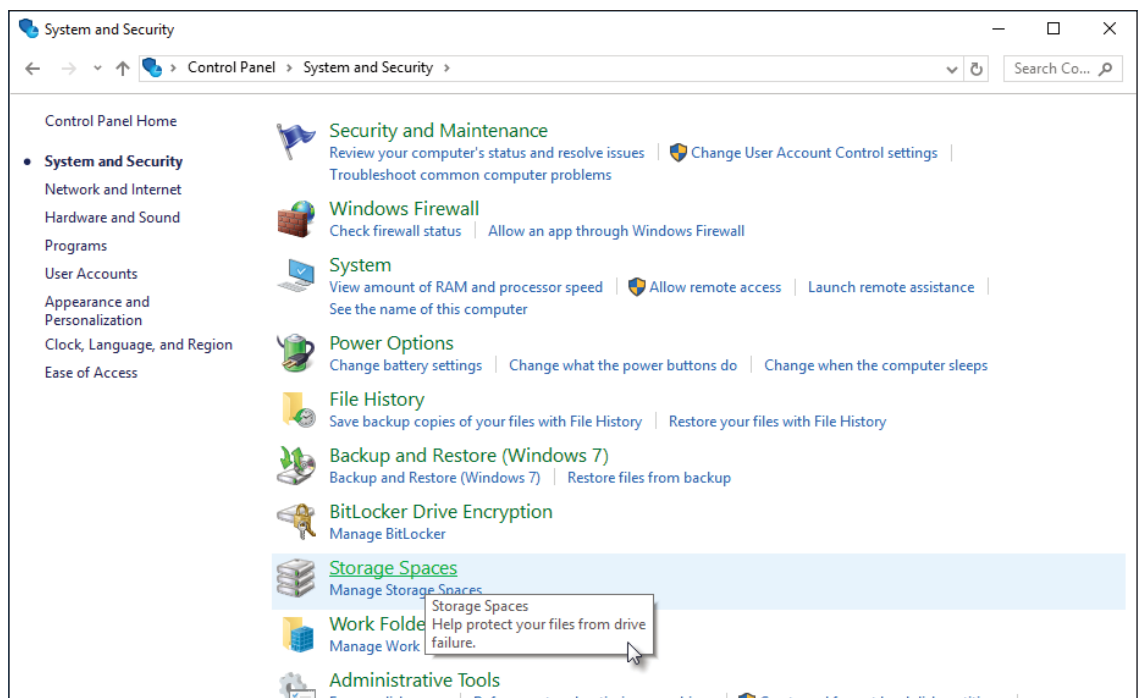 System and Security
Control Panel > System and Security >
Search Co...
Control Panel Home
System and Security
Network and Internet
Hardware and Sound
Programs
User Accounts
Appearance and
Personalization
Clock, Language, and Region
Ease of Access
Security and Maintenance
Review your computer's status and resolve issues | Change User Account Control settings |
Troubleshoot common computer problems
Windows Firewall
Check firewall status | Allow an app through Windows Firewall
System
View amount of RAM and processor speed | Allow remote access | Launch remote assistance |
See the name of this computer
Power Options
Change battery settings | Change what the power buttons do | Change when the computer sleeps
File History
Save backup copies of your files with File History | Restore your files with File History
Backup and Restore (Windows 7)
Backup and Restore (Windows 7) | Restore files from backup
BitLocker Drive Encryption
Manage BitLocker
Storage Spaces
Manage Storage Spaces
Storage Spaces
Help protect your files from drive
failure.
Work Folde
Manage Work
Administrative Tools